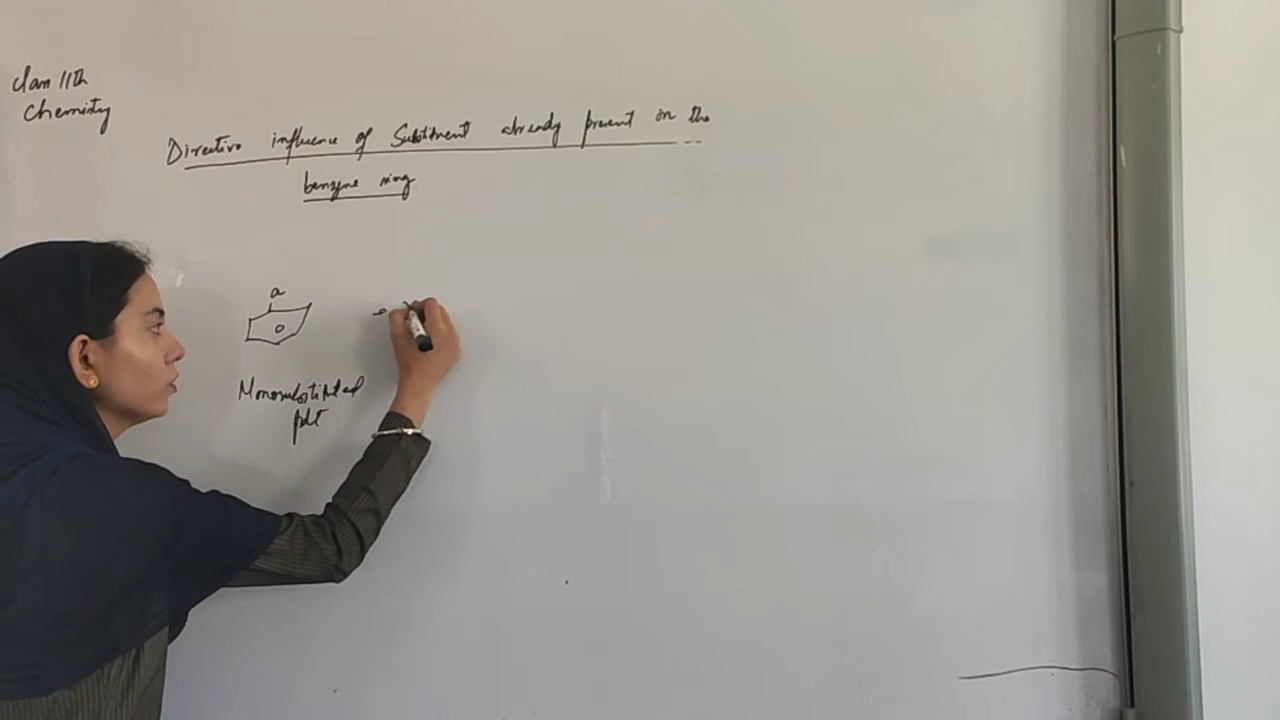 Class 11th
Chemistry
Directive influence of Substituent already present on the
benzene ring
a
Monosubstituted
pdt